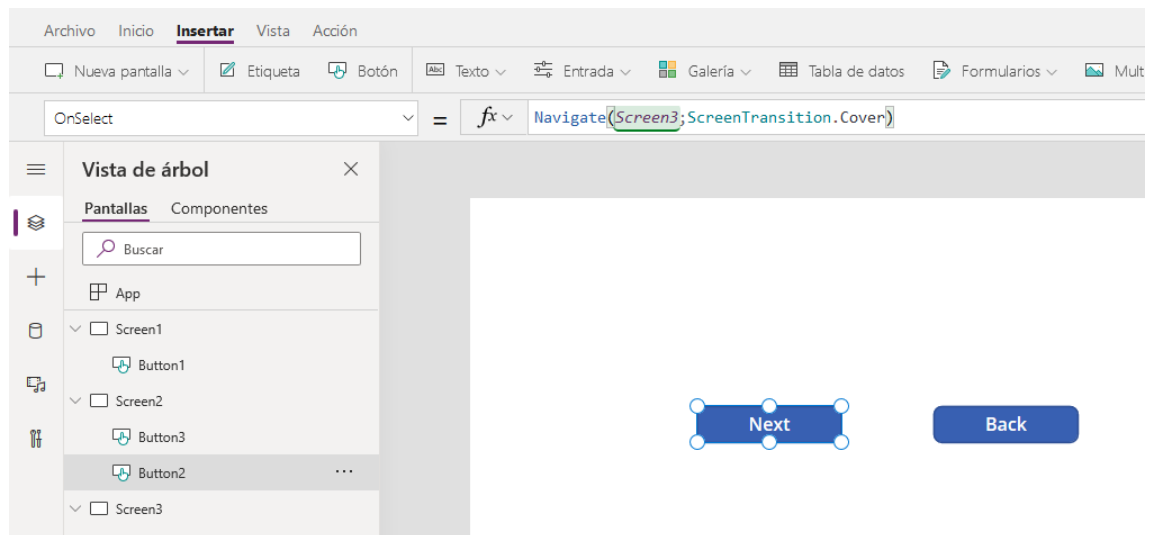 Archivo Inicio Insertar Vista Acción
Nueva pantalla Etiqueta Botón Abc Texto Entrada Galería Tabla de datos Formularios Mult
OnSelect = fx Navigate(Screen3;ScreenTransition.Cover)
Vista de árbol
Pantallas Componentes
Buscar
App
Screen1
Button1
Screen2
Button3
Button2 ...
Screen3
Next Back